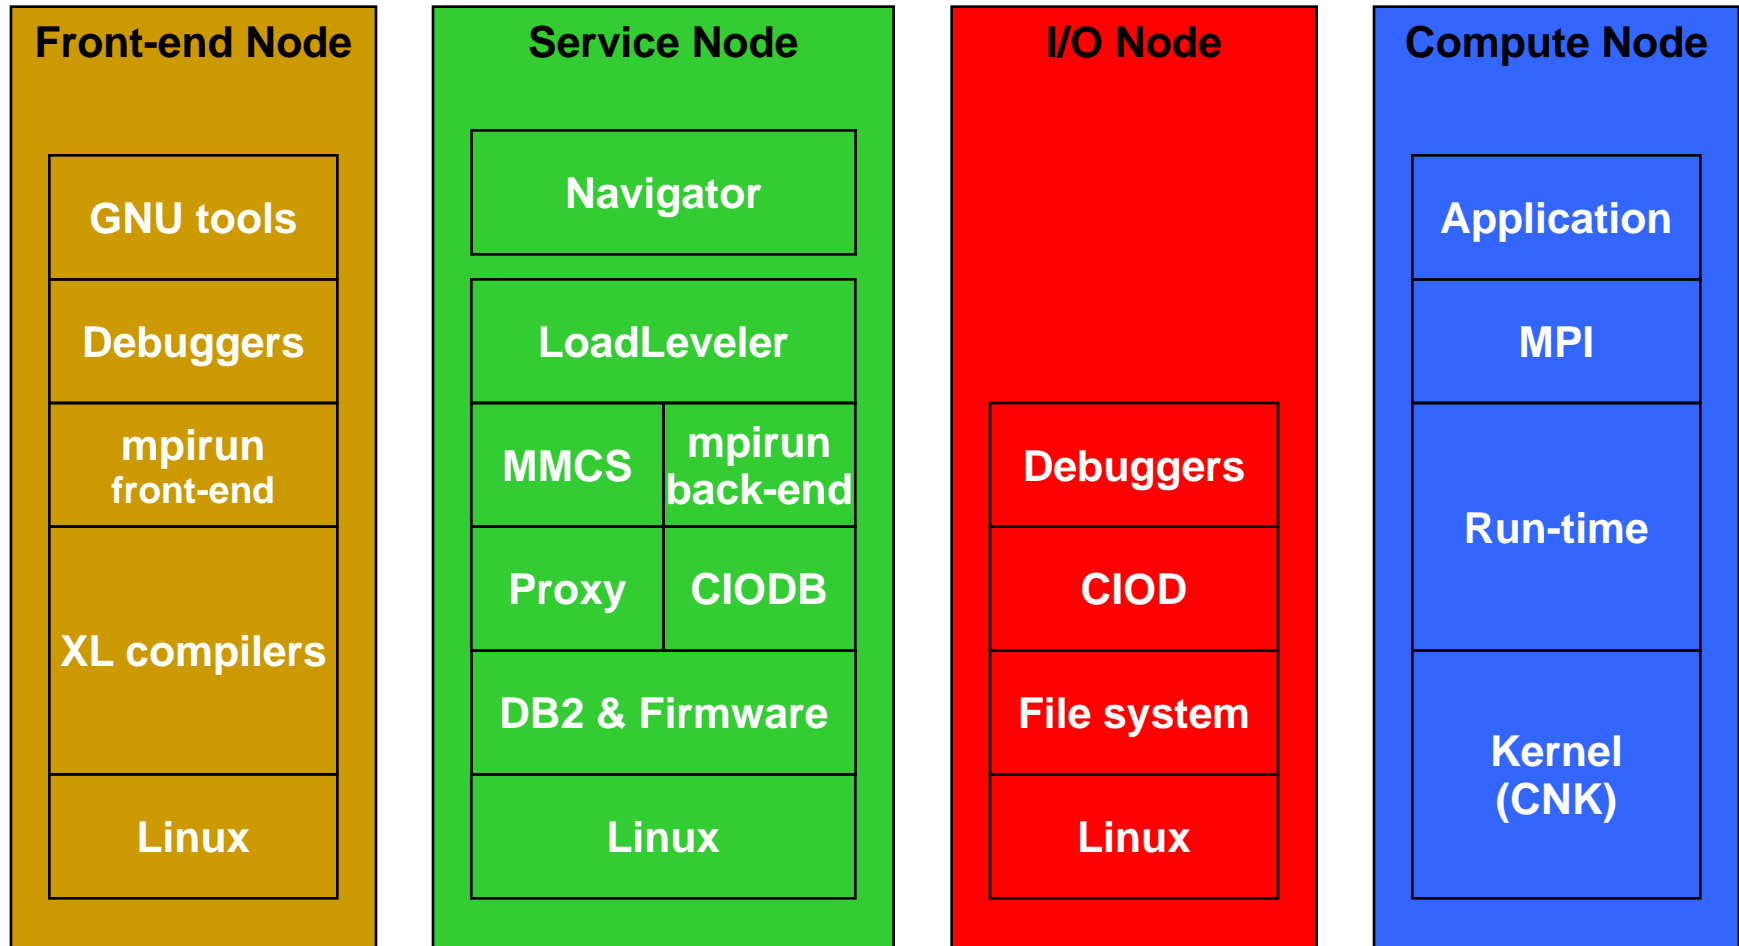 Front-end Node
GNU tools
Debuggers
mpirun
front-end
XL compilers
Linux
Service Node
Navigator
LoadLeveler
MMCS
mpirun
back-end
Proxy
CIODB
DB2 & Firmware
Linux
I/O Node
Debuggers
CIOD
File system
Linux
Compute Node
Application
MPI
Run-time
Kernel
(CNK)